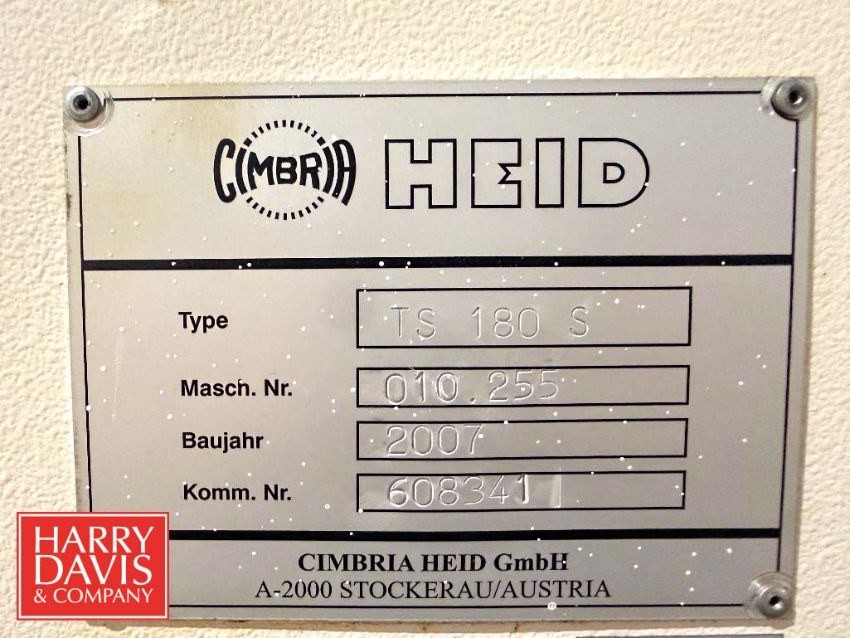 CIMBRIA HEID
Type TS 180 S
Masch. Nr. 010.255
Baujahr 2007
Komm. Nr. 608341
CIMBRIA HEID GmbH
A-2000 STOCKERAU/AUSTRIA
HARRY
DAVIS
& COMPANY